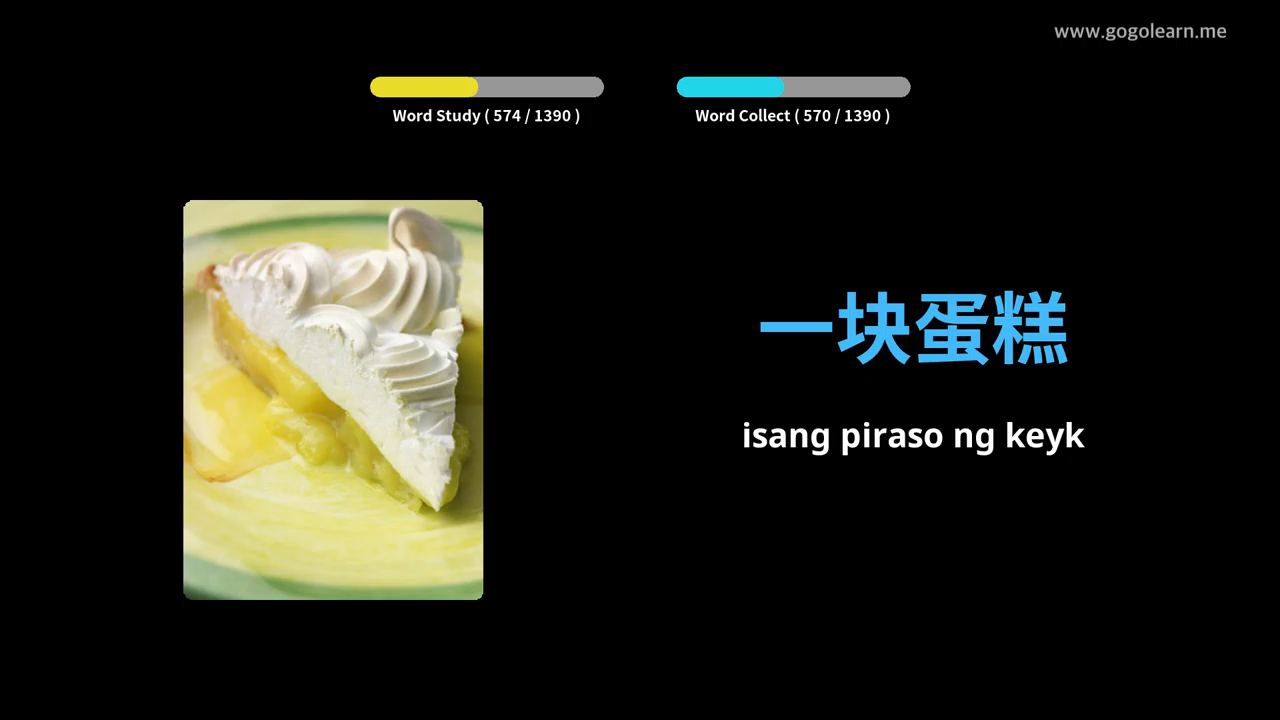 www.gogolearn.me
Word Study ( 574 / 1390 )
Word Collect ( 570 / 1390 )
一块蛋糕
isang piraso ng keyk